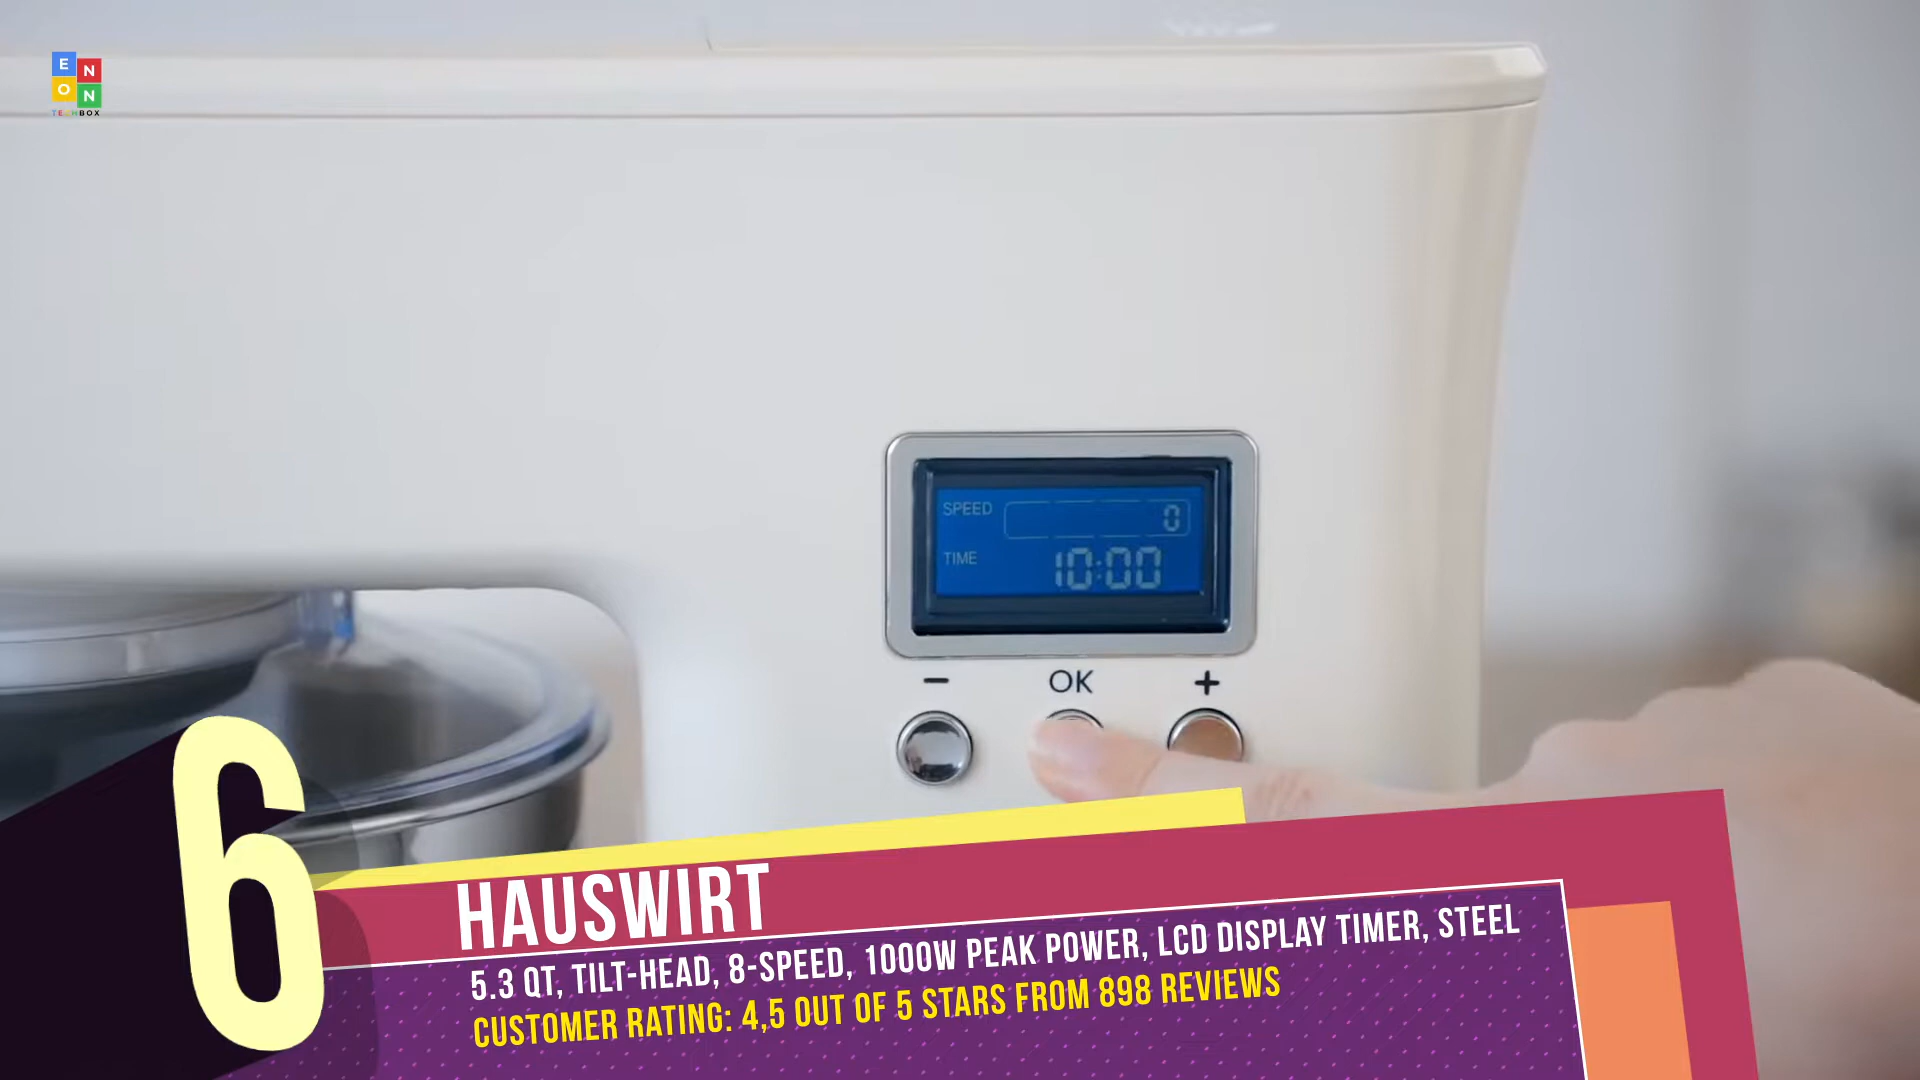 E N
O N
TECHBOX
SPEED 0
TIME 10:00
- OK +
6
HAUSWIRT
5.3 QT, TILT-HEAD, 8-SPEED, 1000W PEAK POWER, LCD DISPLAY TIMER, STEEL
CUSTOMER RATING: 4,5 OUT OF 5 STARS FROM 898 REVIEWS